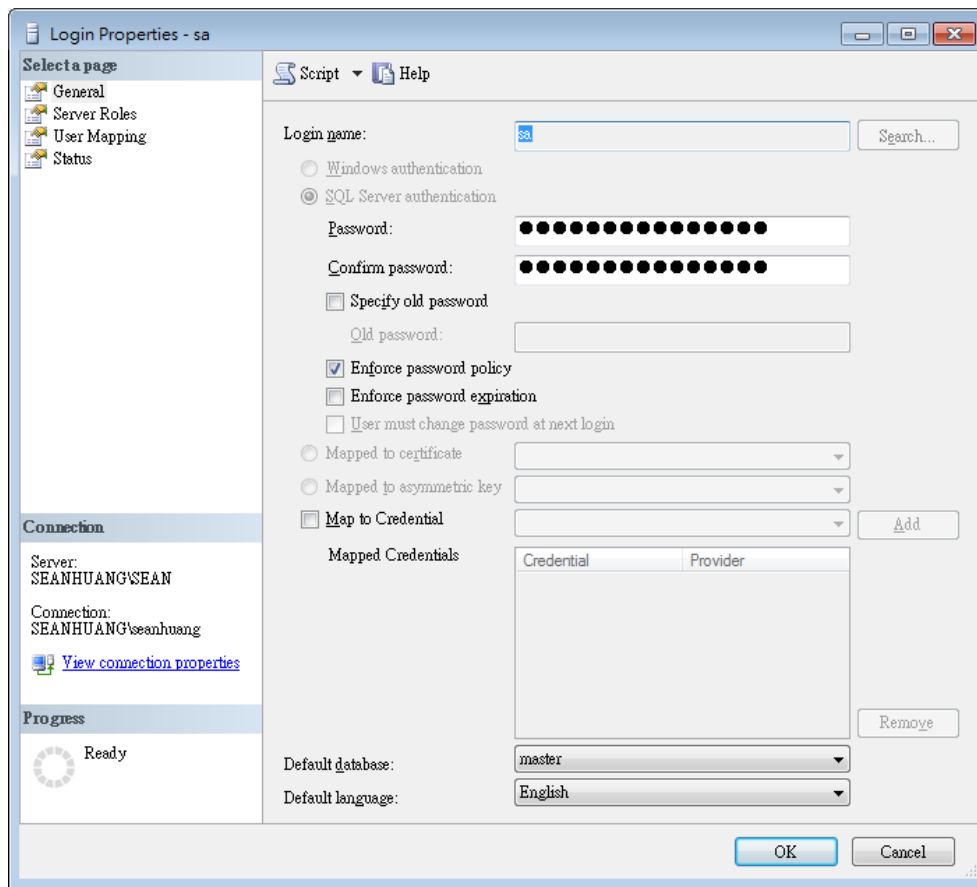 Login Properties - sa
Select a page
General
Server Roles
User Mapping
Status
Connection
Server:
SEANHUANG\SEAN
Connection:
SEANHUANG\seanhuang
View connection properties
Progress
Ready
Script Help
Login name: sa Search...
Windows authentication
SQL Server authentication
Password: ●●●●●●●●●●●●●●●
Confirm password: ●●●●●●●●●●●●●●●
Specify old password
Old password:
Enforce password policy
Enforce password expiration
User must change password at next login
Mapped to certificate
Mapped to asymmetric key
Map to Credential Add
Mapped Credentials Credential Provider
Remove
Default database: master
Default language: English
OK Cancel